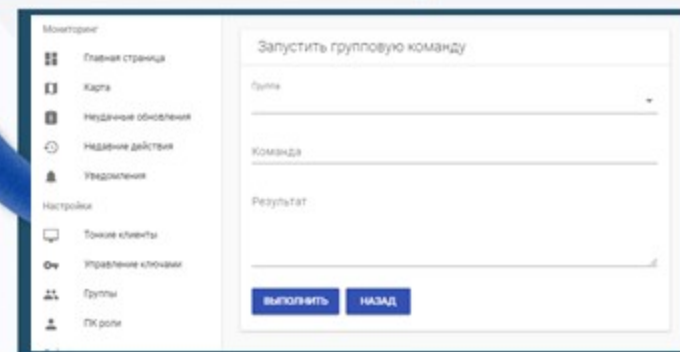 Мониторинг
Главная страница
Карта
Неудачные обновления
Недавние действия
Уведомления
Настройки
Тонкие клиенты
Управление ключами
Группы
ПК роли
Запустить групповую команду
Группа
Команда
Результат
ВЫПОЛНИТЬ
НАЗАД